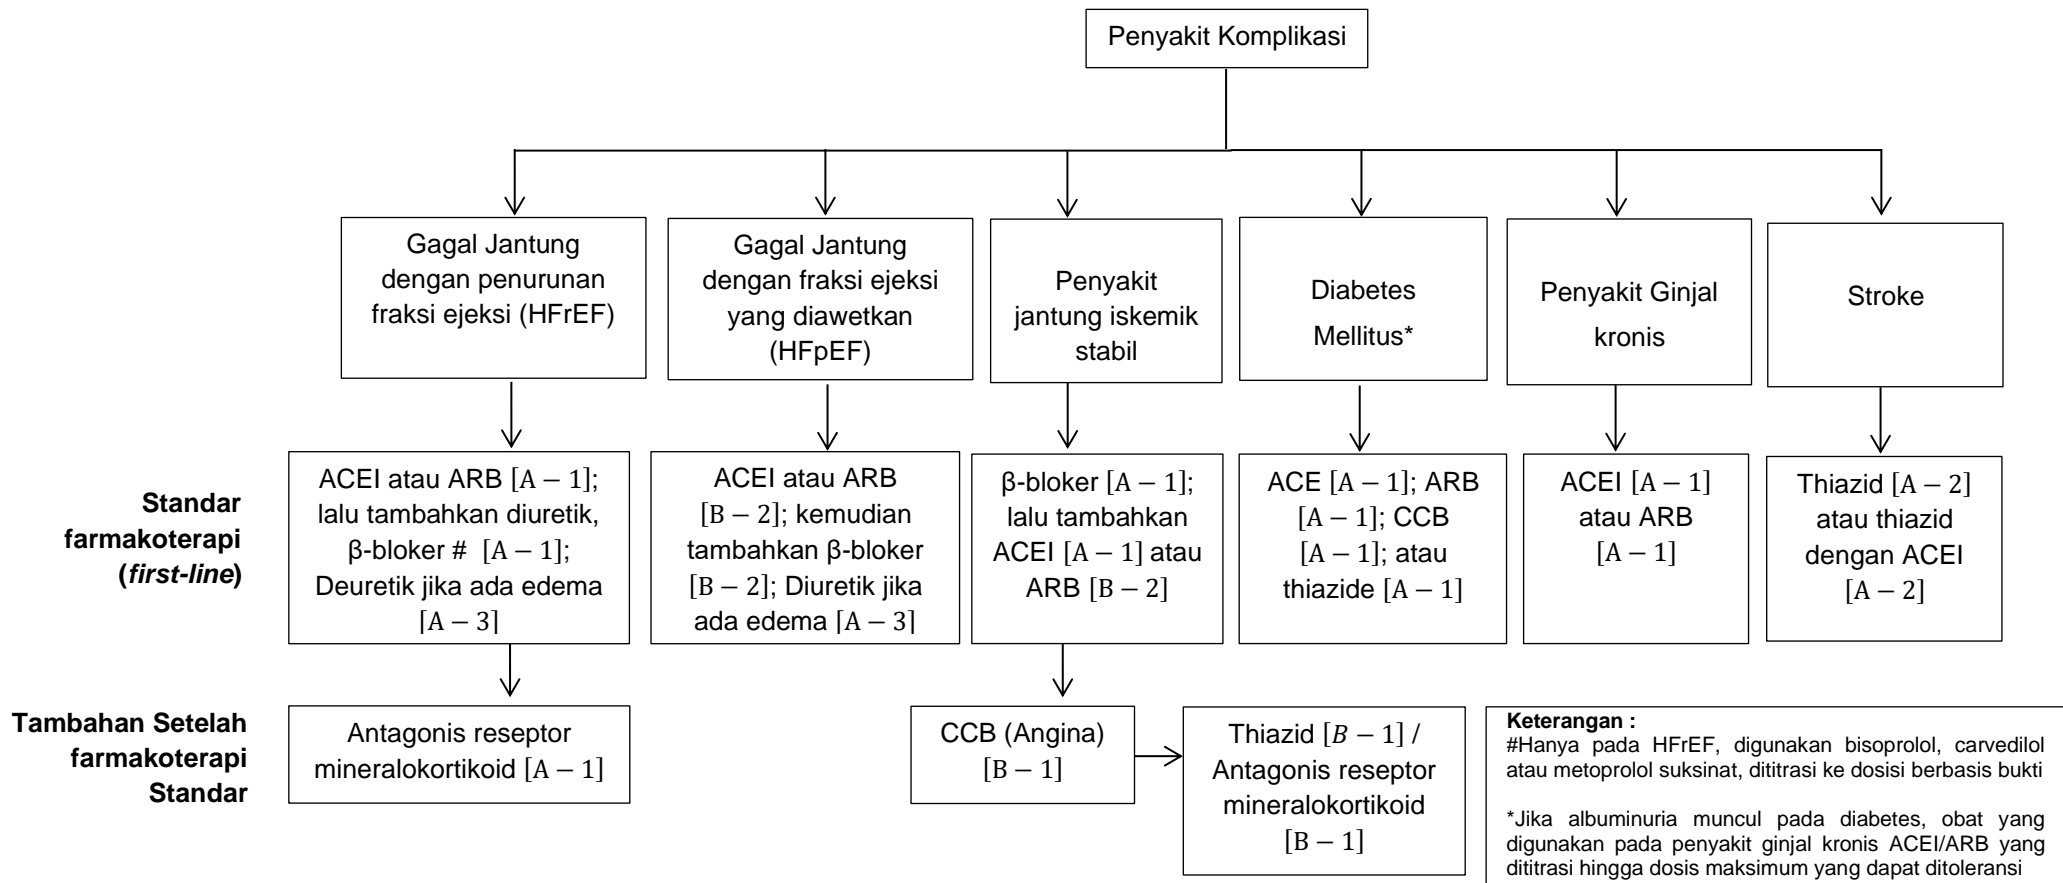 Penyakit Komplikasi
Gagal Jantung
dengan penurunan
fraksi ejeksi (HFrEF)
Gagal Jantung
dengan fraksi ejeksi
yang diawetkan
(HFpEF)
Penyakit
jantung iskemik
stabil
Diabetes
Mellitus*
Penyakit Ginjal
kronis
Stroke
Standar
farmakoterapi
(first-line)
ACEI atau ARB [A − 1];
lalu tambahkan diuretik,
β-bloker # [A − 1];
Deuretik jika ada edema
[A − 3]
ACEI atau ARB
[B − 2]; kemudian
tambahkan β-bloker
[B − 2]; Diuretik jika
ada edema [A − 3]
β-bloker [A − 1];
lalu tambahkan
ACEI [A − 1] atau
ARB [B − 2]
ACE [A − 1]; ARB
[A − 1]; CCB
[A − 1]; atau
thiazide [A − 1]
ACEI [A − 1]
atau ARB
[A − 1]
Thiazid [A − 2]
atau thiazid
dengan ACEI
[A − 2]
Tambahan Setelah
farmakoterapi
Standar
Antagonis reseptor
mineralokortikoid [A − 1]
CCB (Angina)
[B − 1]
Thiazid [B − 1] /
Antagonis reseptor
mineralokortikoid
[B − 1]
Keterangan :
#Hanya pada HFrEF, digunakan bisoprolol, carvedilol
atau metoprolol suksinat, dititrasi ke dosisi berbasis bukti
*Jika albuminuria muncul pada diabetes, obat yang
digunakan pada penyakit ginjal kronis ACEI/ARB yang
dititrasi hingga dosis maksimum yang dapat ditoleransi